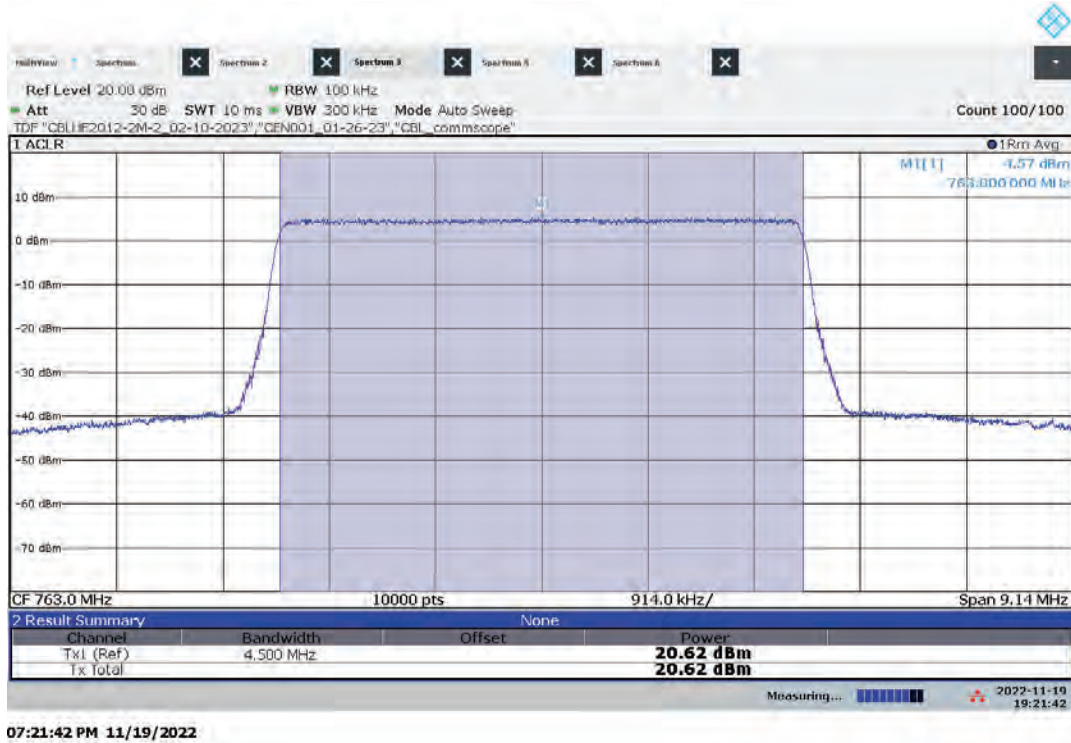 MultiView Spectrum Spectrum 2 Spectrum 3 Spectrum 5 Spectrum 6
Ref Level 20.00 dBm RBW 100 kHz
Att 30 dB SWT 10 ms VBW 300 kHz Mode Auto Sweep Count 100/100
TDF "CBLHF2012-2M-2_02-10-2023","GEN001_01-26-23","CBL_commscope"
1 ACLR 1Rm Avg
M1[1] 4.57 dBm
763.000 000 MHz
M1
10 dBm
0 dBm
-10 dBm
-20 dBm
-30 dBm
-40 dBm
-50 dBm
-60 dBm
-70 dBm
CF 763.0 MHz 10000 pts 914.0 kHz/ Span 9.14 MHz
2 Result Summary None
Channel Bandwidth Offset Power
Tx1 (Ref) 4.500 MHz 20.62 dBm
Tx Total 20.62 dBm
Measuring... 2022-11-19
19:21:42
07:21:42 PM 11/19/2022